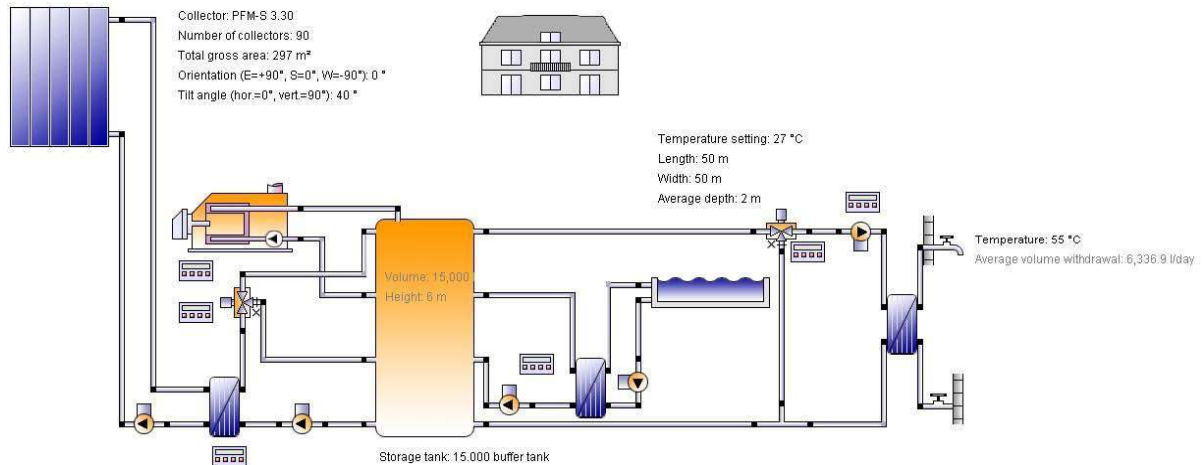 Collector: PFM-S 3.30
Number of collectors: 90
Total gross area: 297 m²
Orientation (E=+90°, S=0°, W=-90°): 0 °
Tilt angle (hor.=0°, vert.=90°): 40 °
Temperature setting: 27 °C
Length: 50 m
Width: 50 m
Average depth: 2 m
Temperature: 55 °C
Average volume withdrawal: 6,336.9 l/day
Volume: 15,000
Height: 6 m
Storage tank: 15.000 buffer tank